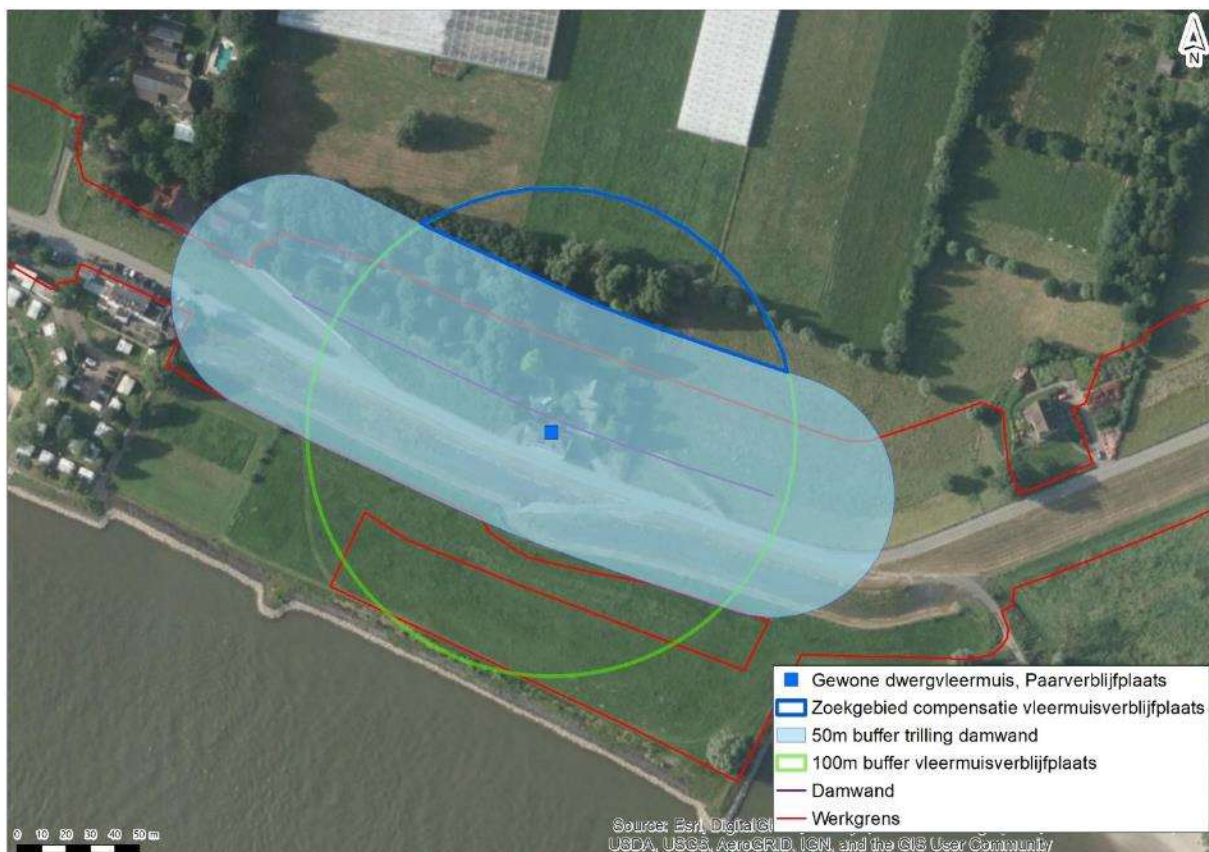 N
Gewone dwergvleermuis, Paarverblijfplaats
Zoekgebied compensatie vleermuisverblijfplaats
50m buffer trilling damwand
100m buffer vleermuisverblijfplaats
Damwand
Werkgrens
0 10 20 30 40 50 m
Source: Esri, DigitalGl
USDA, USGS, AeroGRID, IGN, and the GIS User Community